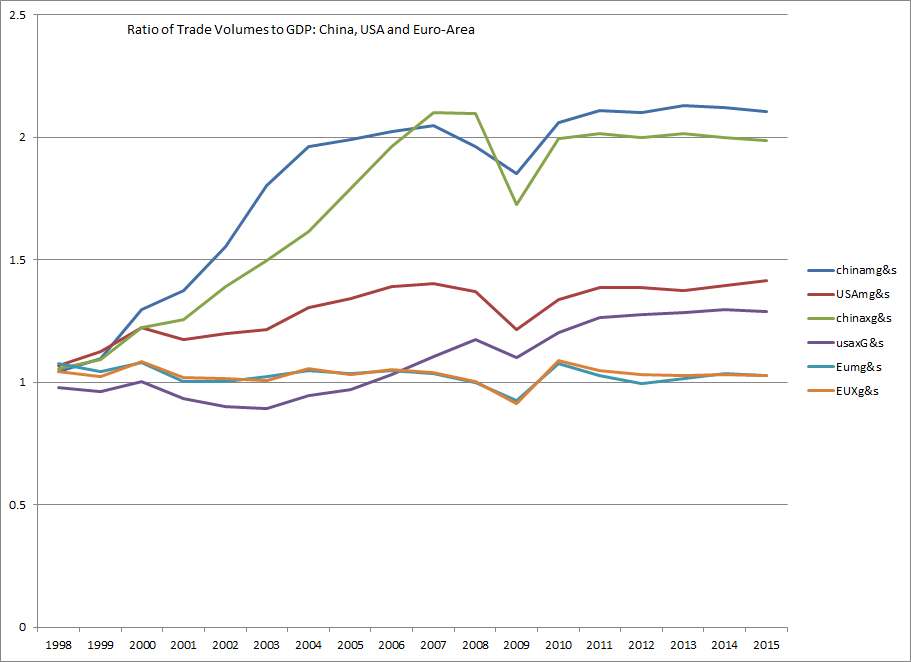 Ratio of Trade Volumes to GDP: China, USA and Euro-Area
2.5
2
1.5
1
0.5
0
1998 1999 2000 2001 2002 2003 2004 2005 2006 2007 2008 2009 2010 2011 2012 2013 2014 2015
chinamg&s
USAmg&s
chinaxg&s
usaxG&s
Eumg&s
EUXg&s